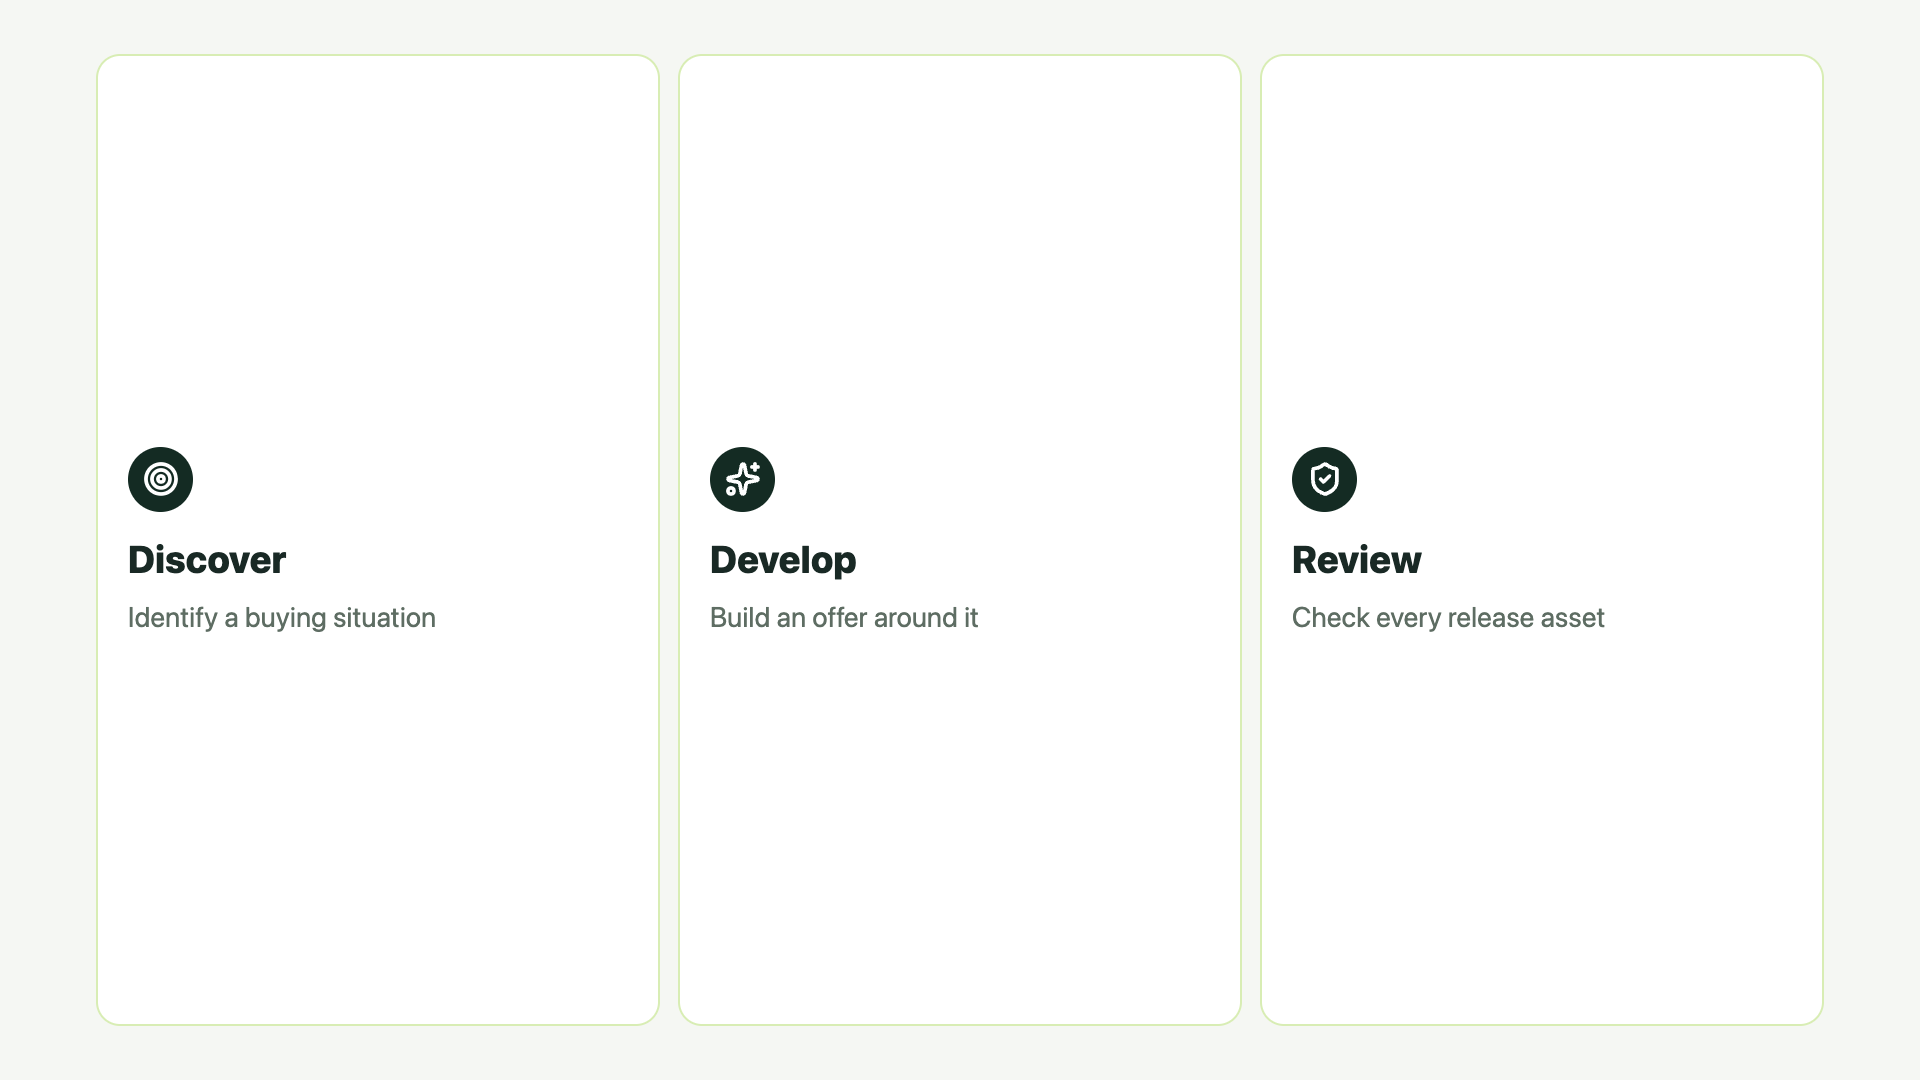 Discover
Identify a buying situation
Develop
Build an offer around it
Review
Check every release asset